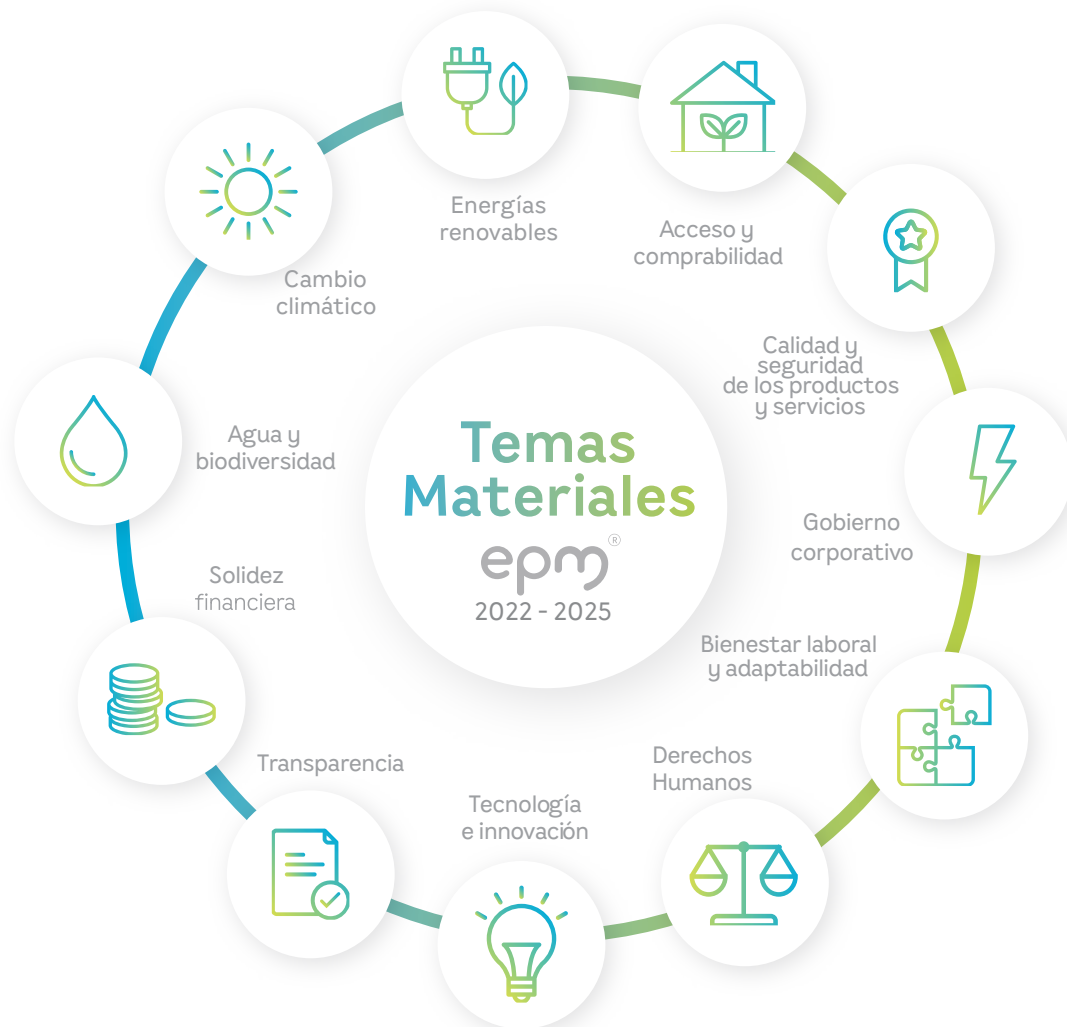 Energías
renovables
Acceso y
comprabilidad
Cambio
climático
Calidad y
seguridad
de los productos
y servicios
Agua y
biodiversidad
Temas
Materiales
epm®
2022 - 2025
Gobierno
corporativo
Solidez
financiera
Bienestar laboral
y adaptabilidad
Transparencia
Derechos
Humanos
Tecnología
e innovación